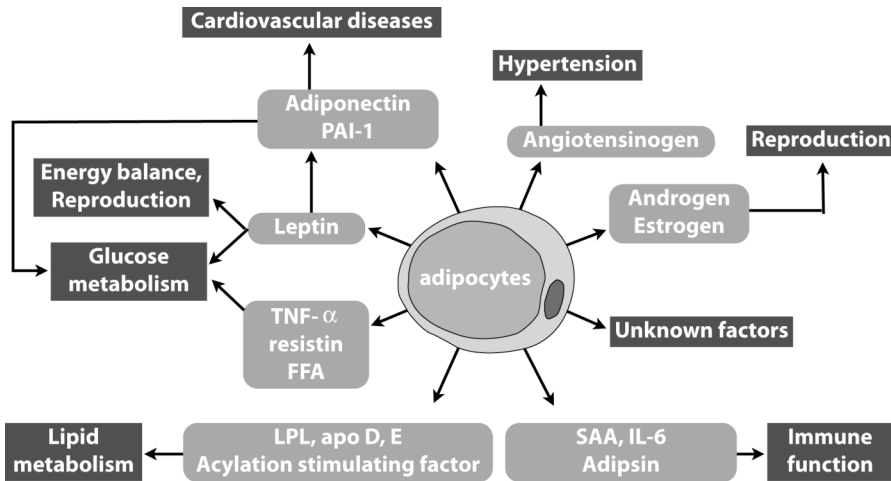 Cardiovascular diseases
Adiponectin
PAI-1
Hypertension
Angiotensinogen
Reproduction
Energy balance,
Reproduction
Leptin
Androgen
Estrogen
Glucose
metabolism
adipocytes
TNF- α
resistin
FFA
Unknown factors
Lipid
metabolism
LPL, apo D, E
Acylation stimulating factor
SAA, IL-6
Adipsin
Immune
function